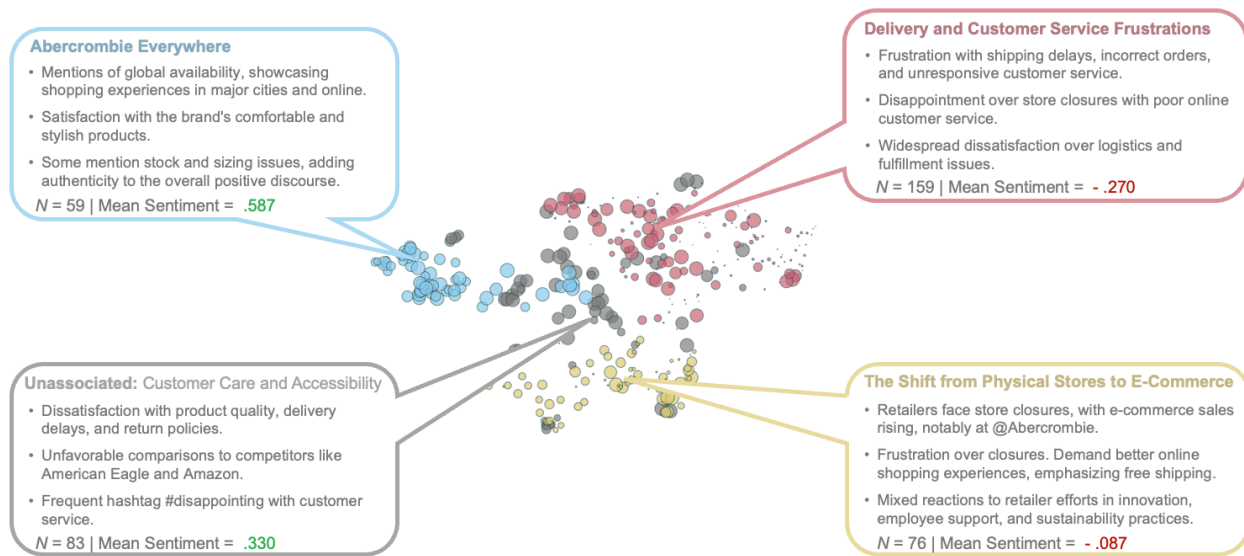 Abercrombie Everywhere
• Mentions of global availability, showcasing
shopping experiences in major cities and online.
• Satisfaction with the brand's comfortable and
stylish products.
• Some mention stock and sizing issues, adding
authenticity to the overall positive discourse.
N = 59 | Mean Sentiment = .587
Delivery and Customer Service Frustrations
• Frustration with shipping delays, incorrect orders,
and unresponsive customer service.
• Disappointment over store closures with poor online
customer service.
• Widespread dissatisfaction over logistics and
fulfillment issues.
N = 159 | Mean Sentiment = - .270
Unassociated: Customer Care and Accessibility
• Dissatisfaction with product quality, delivery
delays, and return policies.
• Unfavorable comparisons to competitors like
American Eagle and Amazon.
• Frequent hashtag #disappointing with customer
service.
N = 83 | Mean Sentiment = .330
The Shift from Physical Stores to E-Commerce
• Retailers face store closures, with e-commerce sales
rising, notably at @Abercrombie.
• Frustration over closures. Demand better online
shopping experiences, emphasizing free shipping.
• Mixed reactions to retailer efforts in innovation,
employee support, and sustainability practices.
N = 76 | Mean Sentiment = - .087